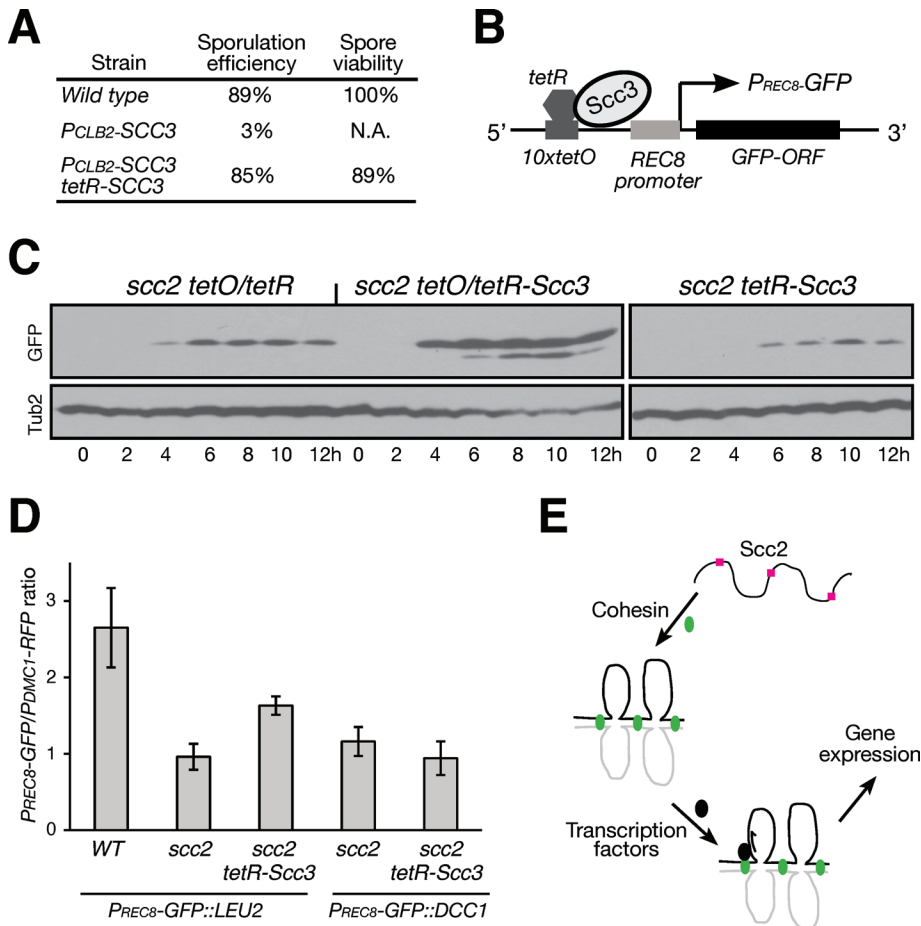 A
Strain Sporulation efficiency Spore viability
Wild type 89% 100%
PCLB2-SCC3 3% N.A.
PCLB2-SCC3
tetR-SCC3 85% 89%
B
tetR
Scc3
PREC8-GFP
5’ 3’
10xtetO REC8 promoter GFP-ORF
C
scc2 tetO/tetR scc2 tetO/tetR-Scc3 scc2 tetR-Scc3
GFP
Tub2
0 2 4 6 8 10 12h 0 2 4 6 8 10 12h 0 2 4 6 8 10 12h
D
PREC8-GFP/PDMC1-RFP ratio
3
2
1
0
WT scc2 scc2 tetR-Scc3 scc2 scc2 tetR-Scc3
PREC8-GFP::LEU2 PREC8-GFP::DCC1
E
Scc2
Cohesin
Gene
expression
Transcription
factors